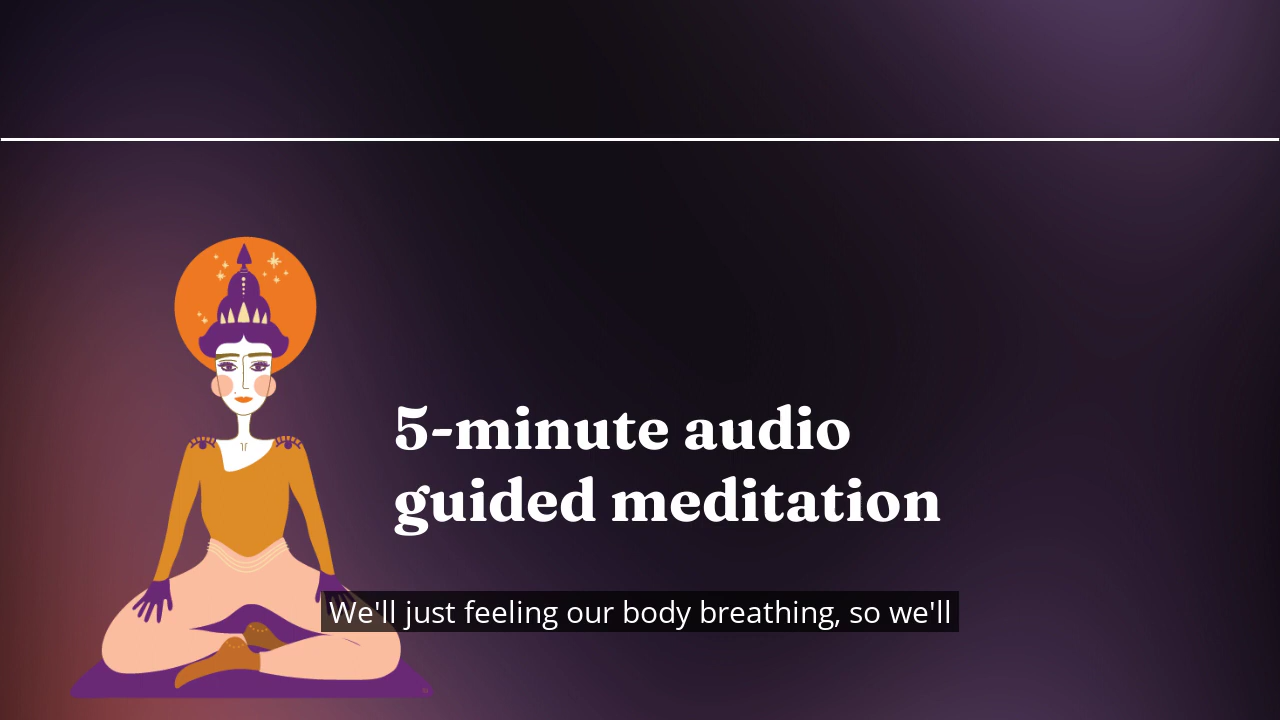 5-minute audio
guided meditation
We'll just feeling our body breathing, so we'll